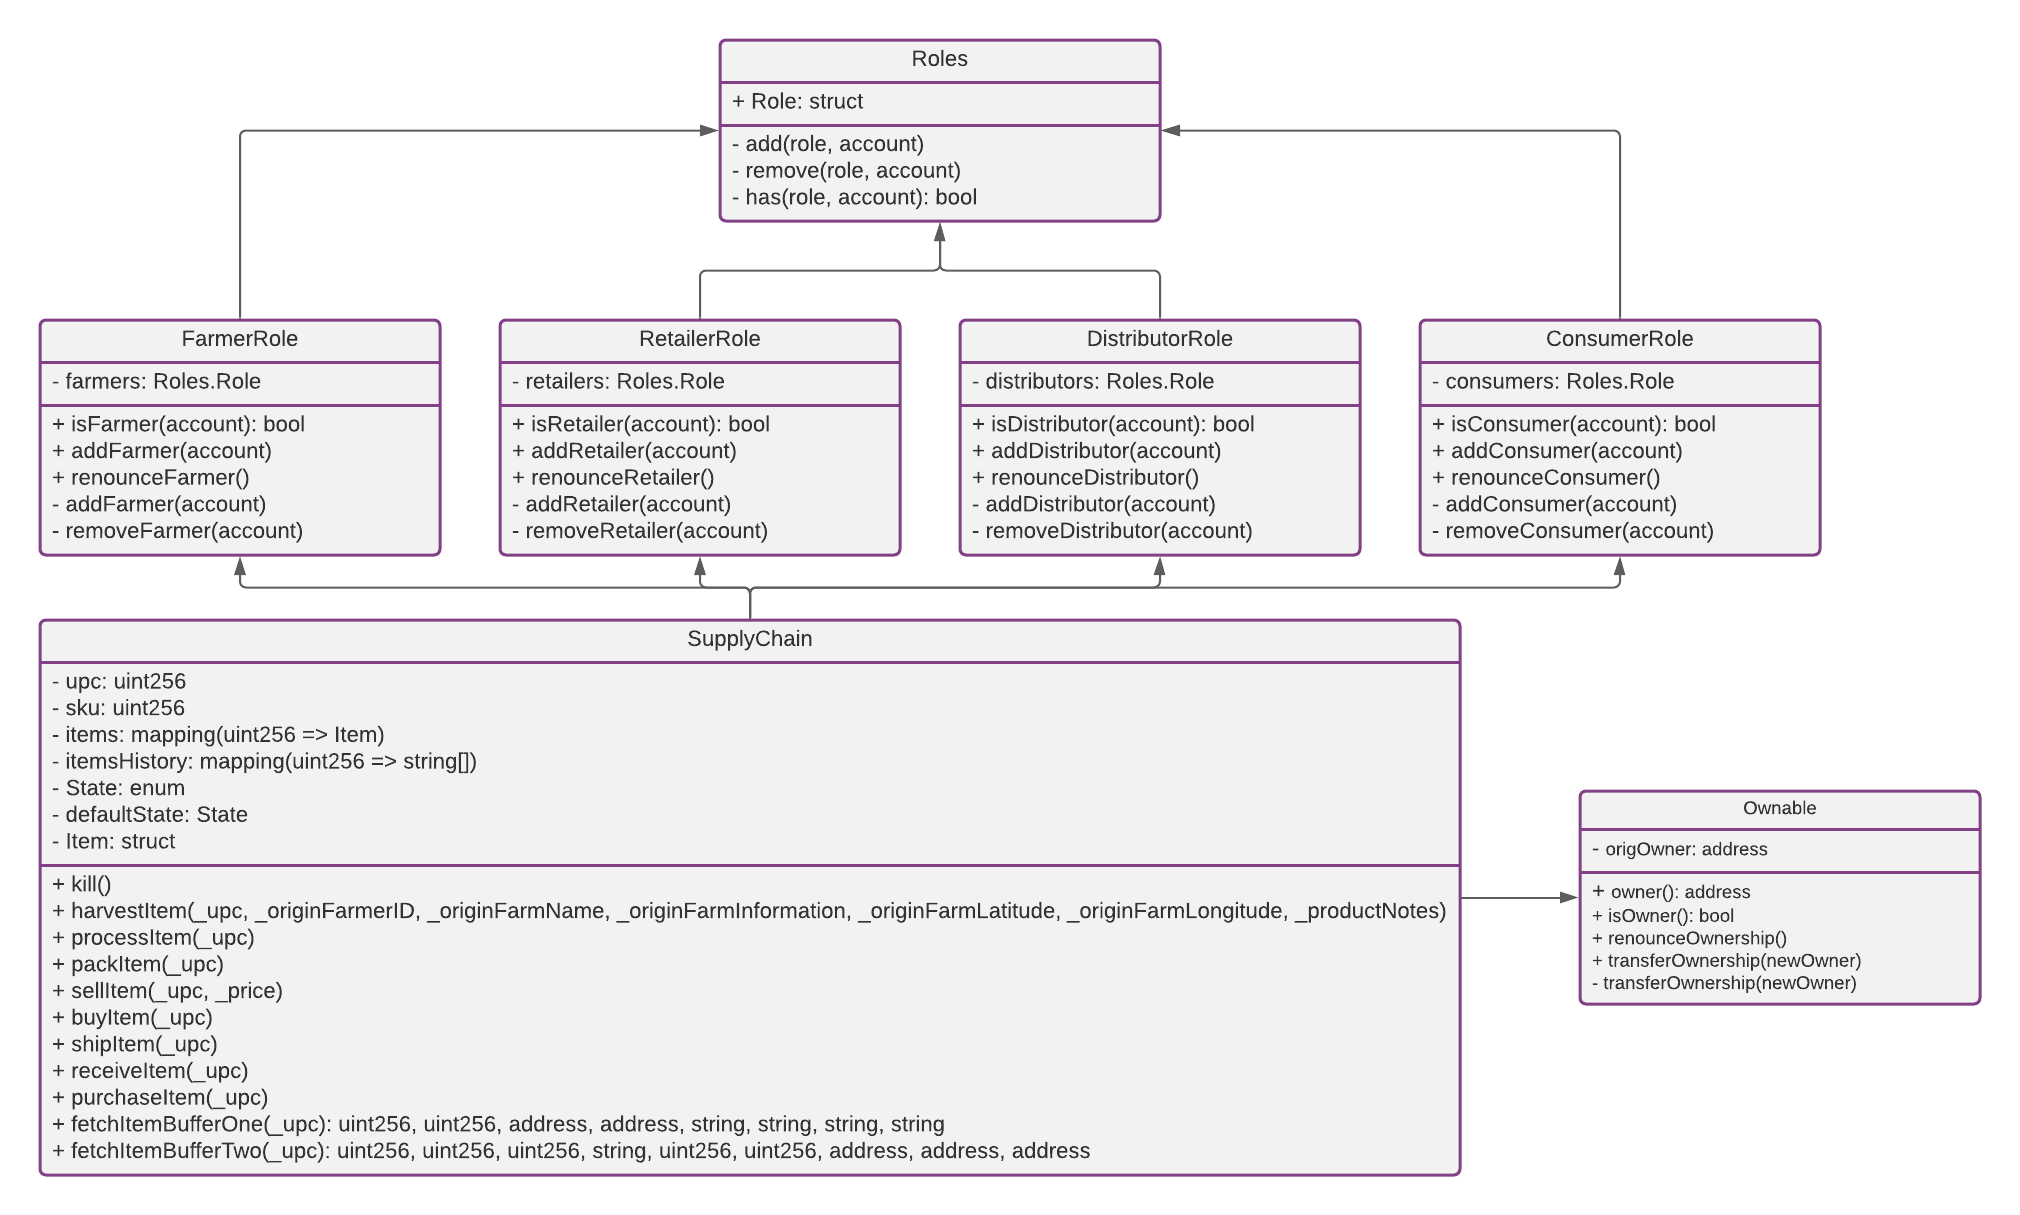 Roles
+ Role: struct
- add(role, account)
- remove(role, account)
- has(role, account): bool
FarmerRole
- farmers: Roles.Role
+ isFarmer(account): bool
+ addFarmer(account)
+ renounceFarmer()
- addFarmer(account)
- removeFarmer(account)
RetailerRole
- retailers: Roles.Role
+ isRetailer(account): bool
+ addRetailer(account)
+ renounceRetailer()
- addRetailer(account)
- removeRetailer(account)
DistributorRole
- distributors: Roles.Role
+ isDistributor(account): bool
+ addDistributor(account)
+ renounceDistributor()
- addDistributor(account)
- removeDistributor(account)
ConsumerRole
- consumers: Roles.Role
+ isConsumer(account): bool
+ addConsumer(account)
+ renounceConsumer()
- addConsumer(account)
- removeConsumer(account)
SupplyChain
- upc: uint256
- sku: uint256
- items: mapping(uint256 => Item)
- itemsHistory: mapping(uint256 => string[])
- State: enum
- defaultState: State
- Item: struct
+ kill()
+ harvestItem(_upc, _originFarmerID, _originFarmName, _originFarmInformation, _originFarmLatitude, _originFarmLongitude, _productNotes)
+ processItem(_upc)
+ packItem(_upc)
+ sellItem(_upc, _price)
+ buyItem(_upc)
+ shipItem(_upc)
+ receiveItem(_upc)
+ purchaseItem(_upc)
+ fetchItemBufferOne(_upc): uint256, uint256, address, address, string, string, string, string
+ fetchItemBufferTwo(_upc): uint256, uint256, uint256, string, uint256, uint256, address, address, address
Ownable
- origOwner: address
+ owner(): address
+ isOwner(): bool
+ renounceOwnership()
+ transferOwnership(newOwner)
- transferOwnership(newOwner)